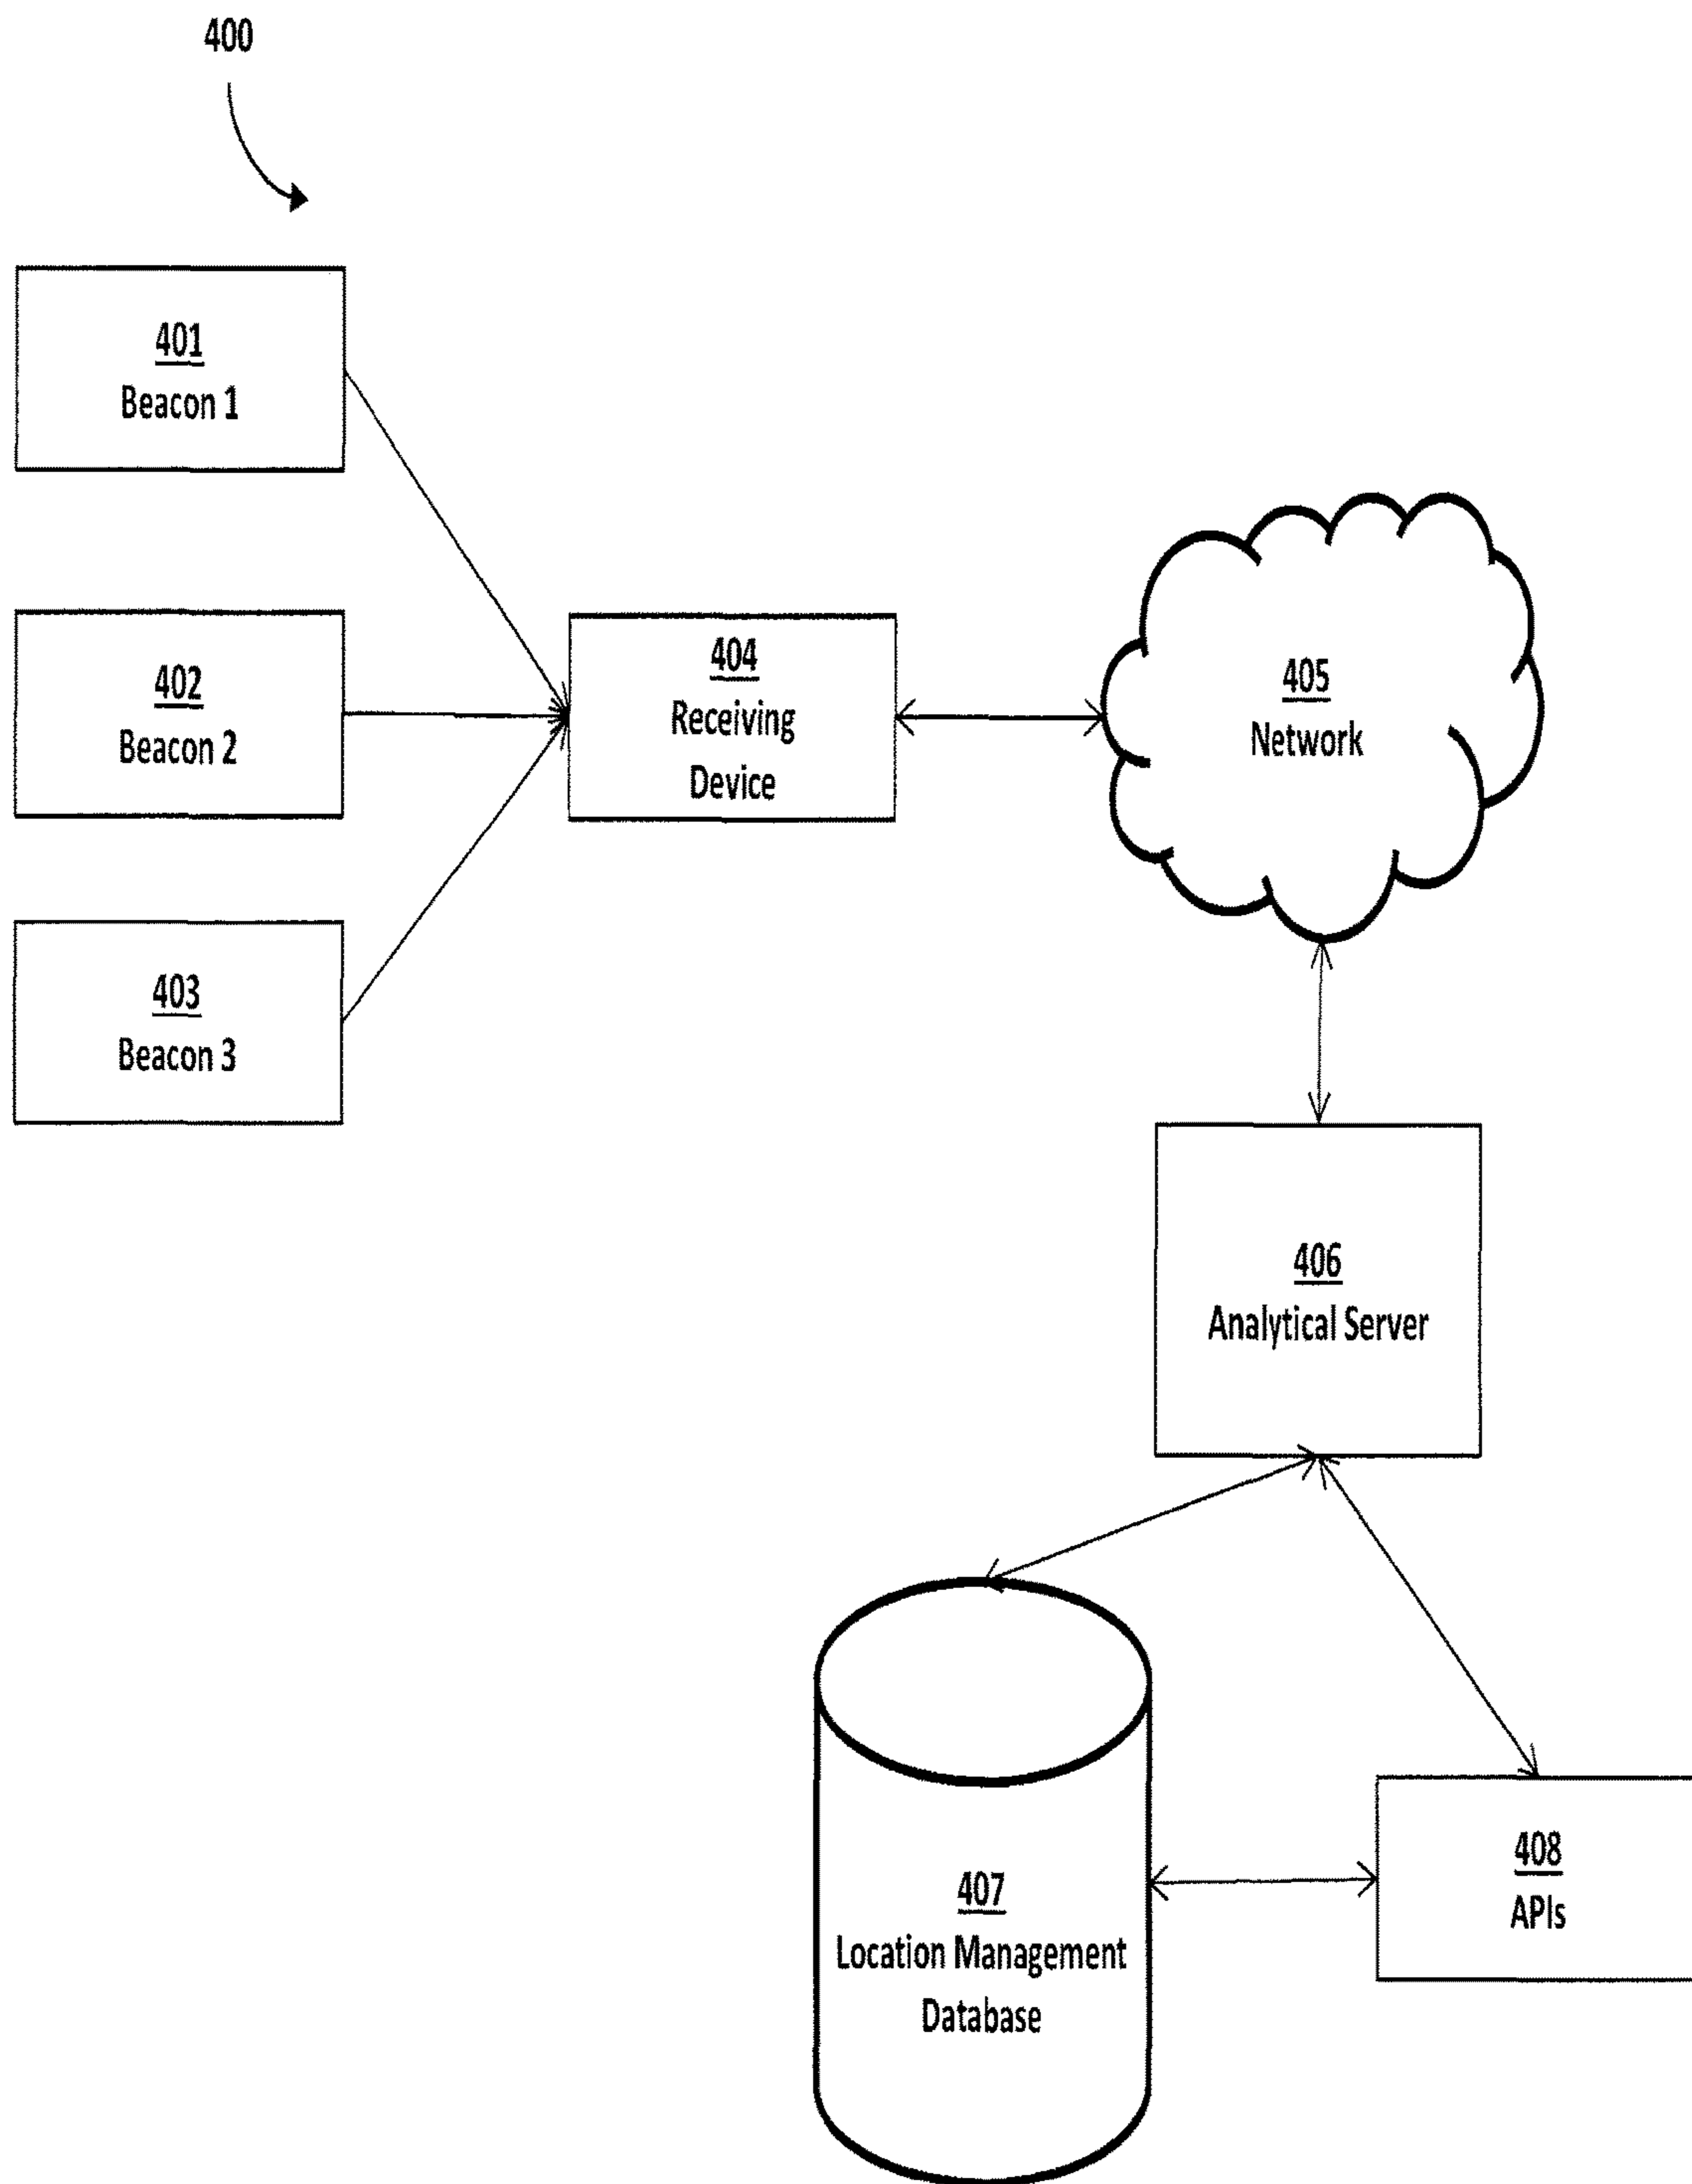 400
401
Beacon 1
402
Beacon 2
403
Beacon 3
404
Receiving
Device
405
Network
406
Analytical Server
407
Location Management
Database
408
APIs